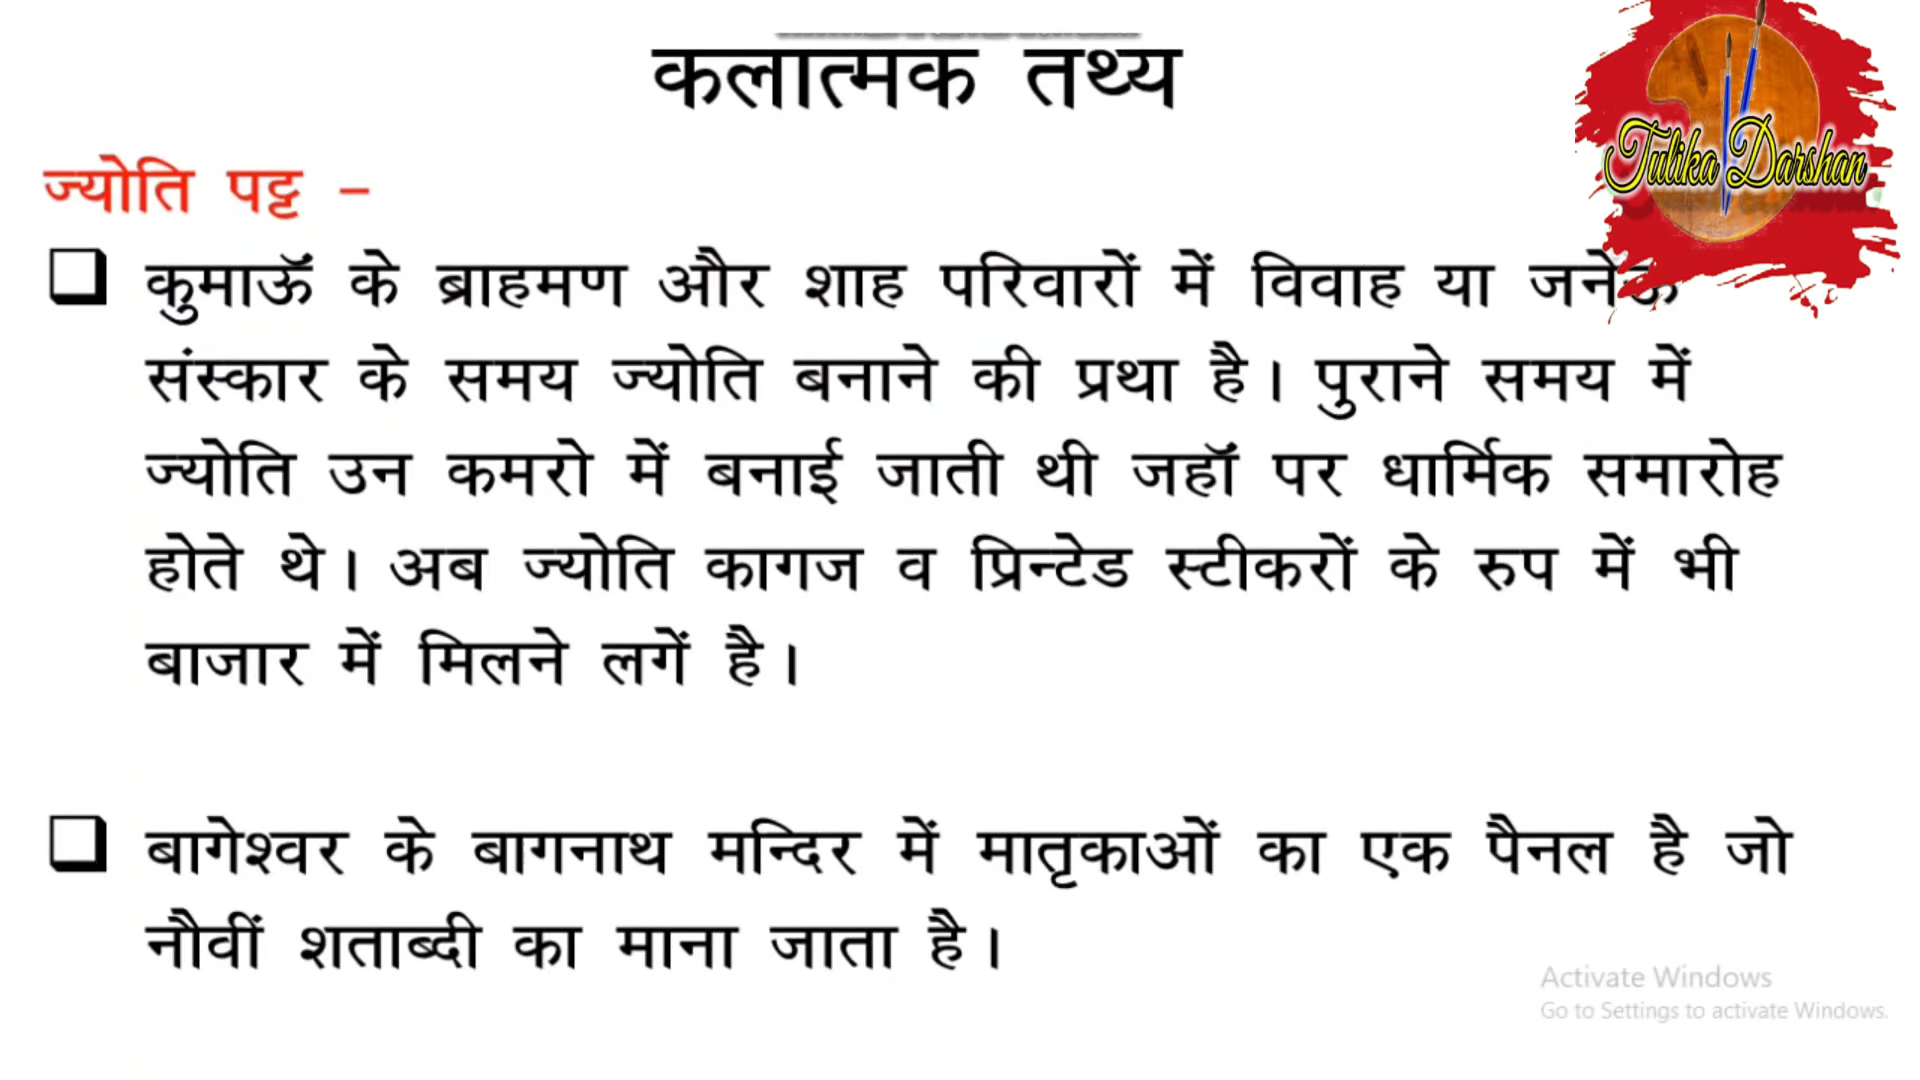 कलात्मक तथ्य
Tulika Darshan
ज्योति पट्ट –
कुमाऊँ के ब्राहमण और शाह परिवारों में विवाह या जनेऊ
संस्कार के समय ज्योति बनाने की प्रथा है। पुराने समय में
ज्योति उन कमरो में बनाई जाती थी जहॉं पर धार्मिक समारोह
होते थे। अब ज्योति कागज व प्रिन्टेड स्टीकरों के रुप में भी
बाजार में मिलने लगें है।
बागेश्वर के बागनाथ मन्दिर में मातृकाओं का एक पैनल है जो
नौवीं शताब्दी का माना जाता है।
Activate Windows
Go to Settings to activate Windows.